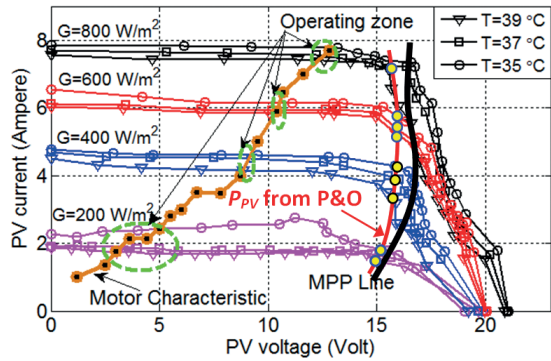 G=800 W/m²
Operating zone
T=39 °C
T=37 °C
T=35 °C
G=600 W/m²
G=400 W/m²
G=200 W/m²
P_PV from P&O
MPP Line
Motor Characteristic
PV current (Ampere)
8
6
4
2
0
0
5
10
15
20
PV voltage (Volt)